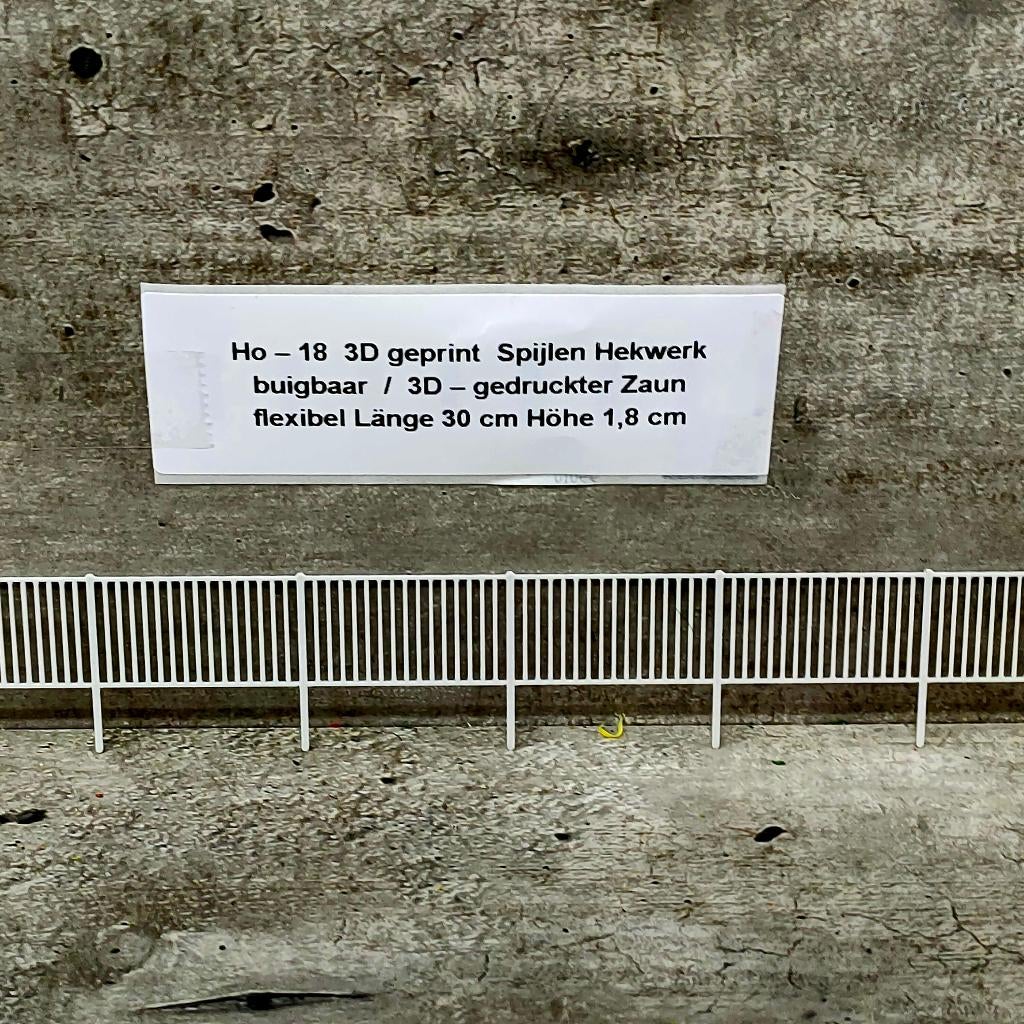 Ho – 18 3D geprint Spijlen Hekwerk
buigbaar / 3D – gedruckter Zaun
flexibel Länge 30 cm Höhe 1,8 cm